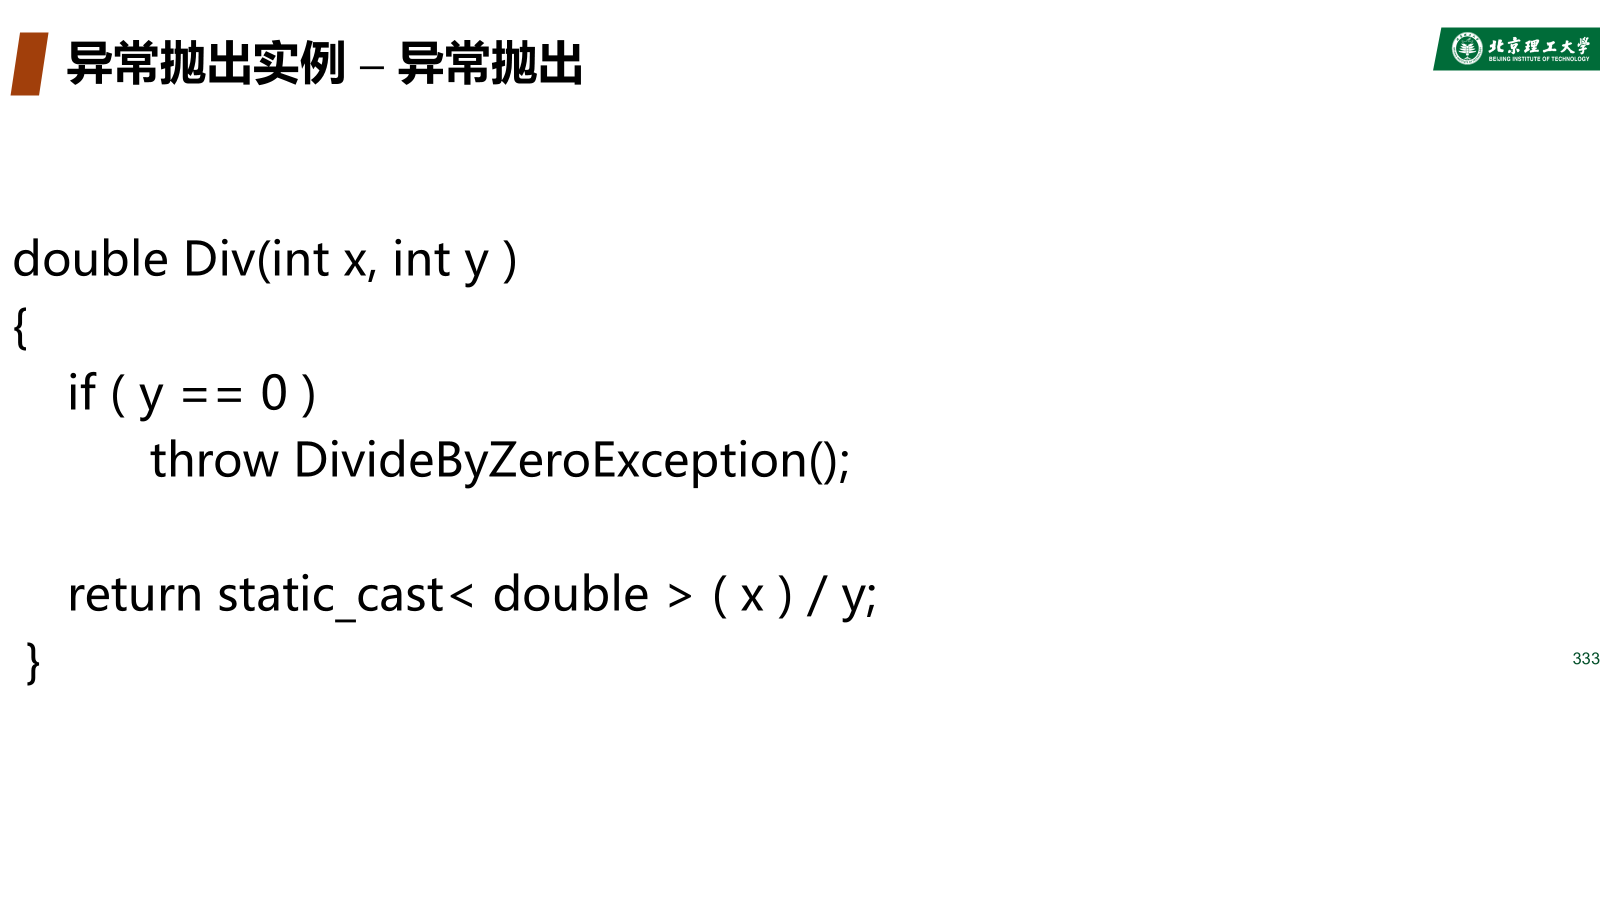 异常抛出实例 – 异常抛出
北京理工大学
BEIJING INSTITUTE OF TECHNOLOGY
double Div(int x, int y )
{
if ( y == 0 )
throw DivideByZeroException();
return static_cast< double > ( x ) / y;
}
333